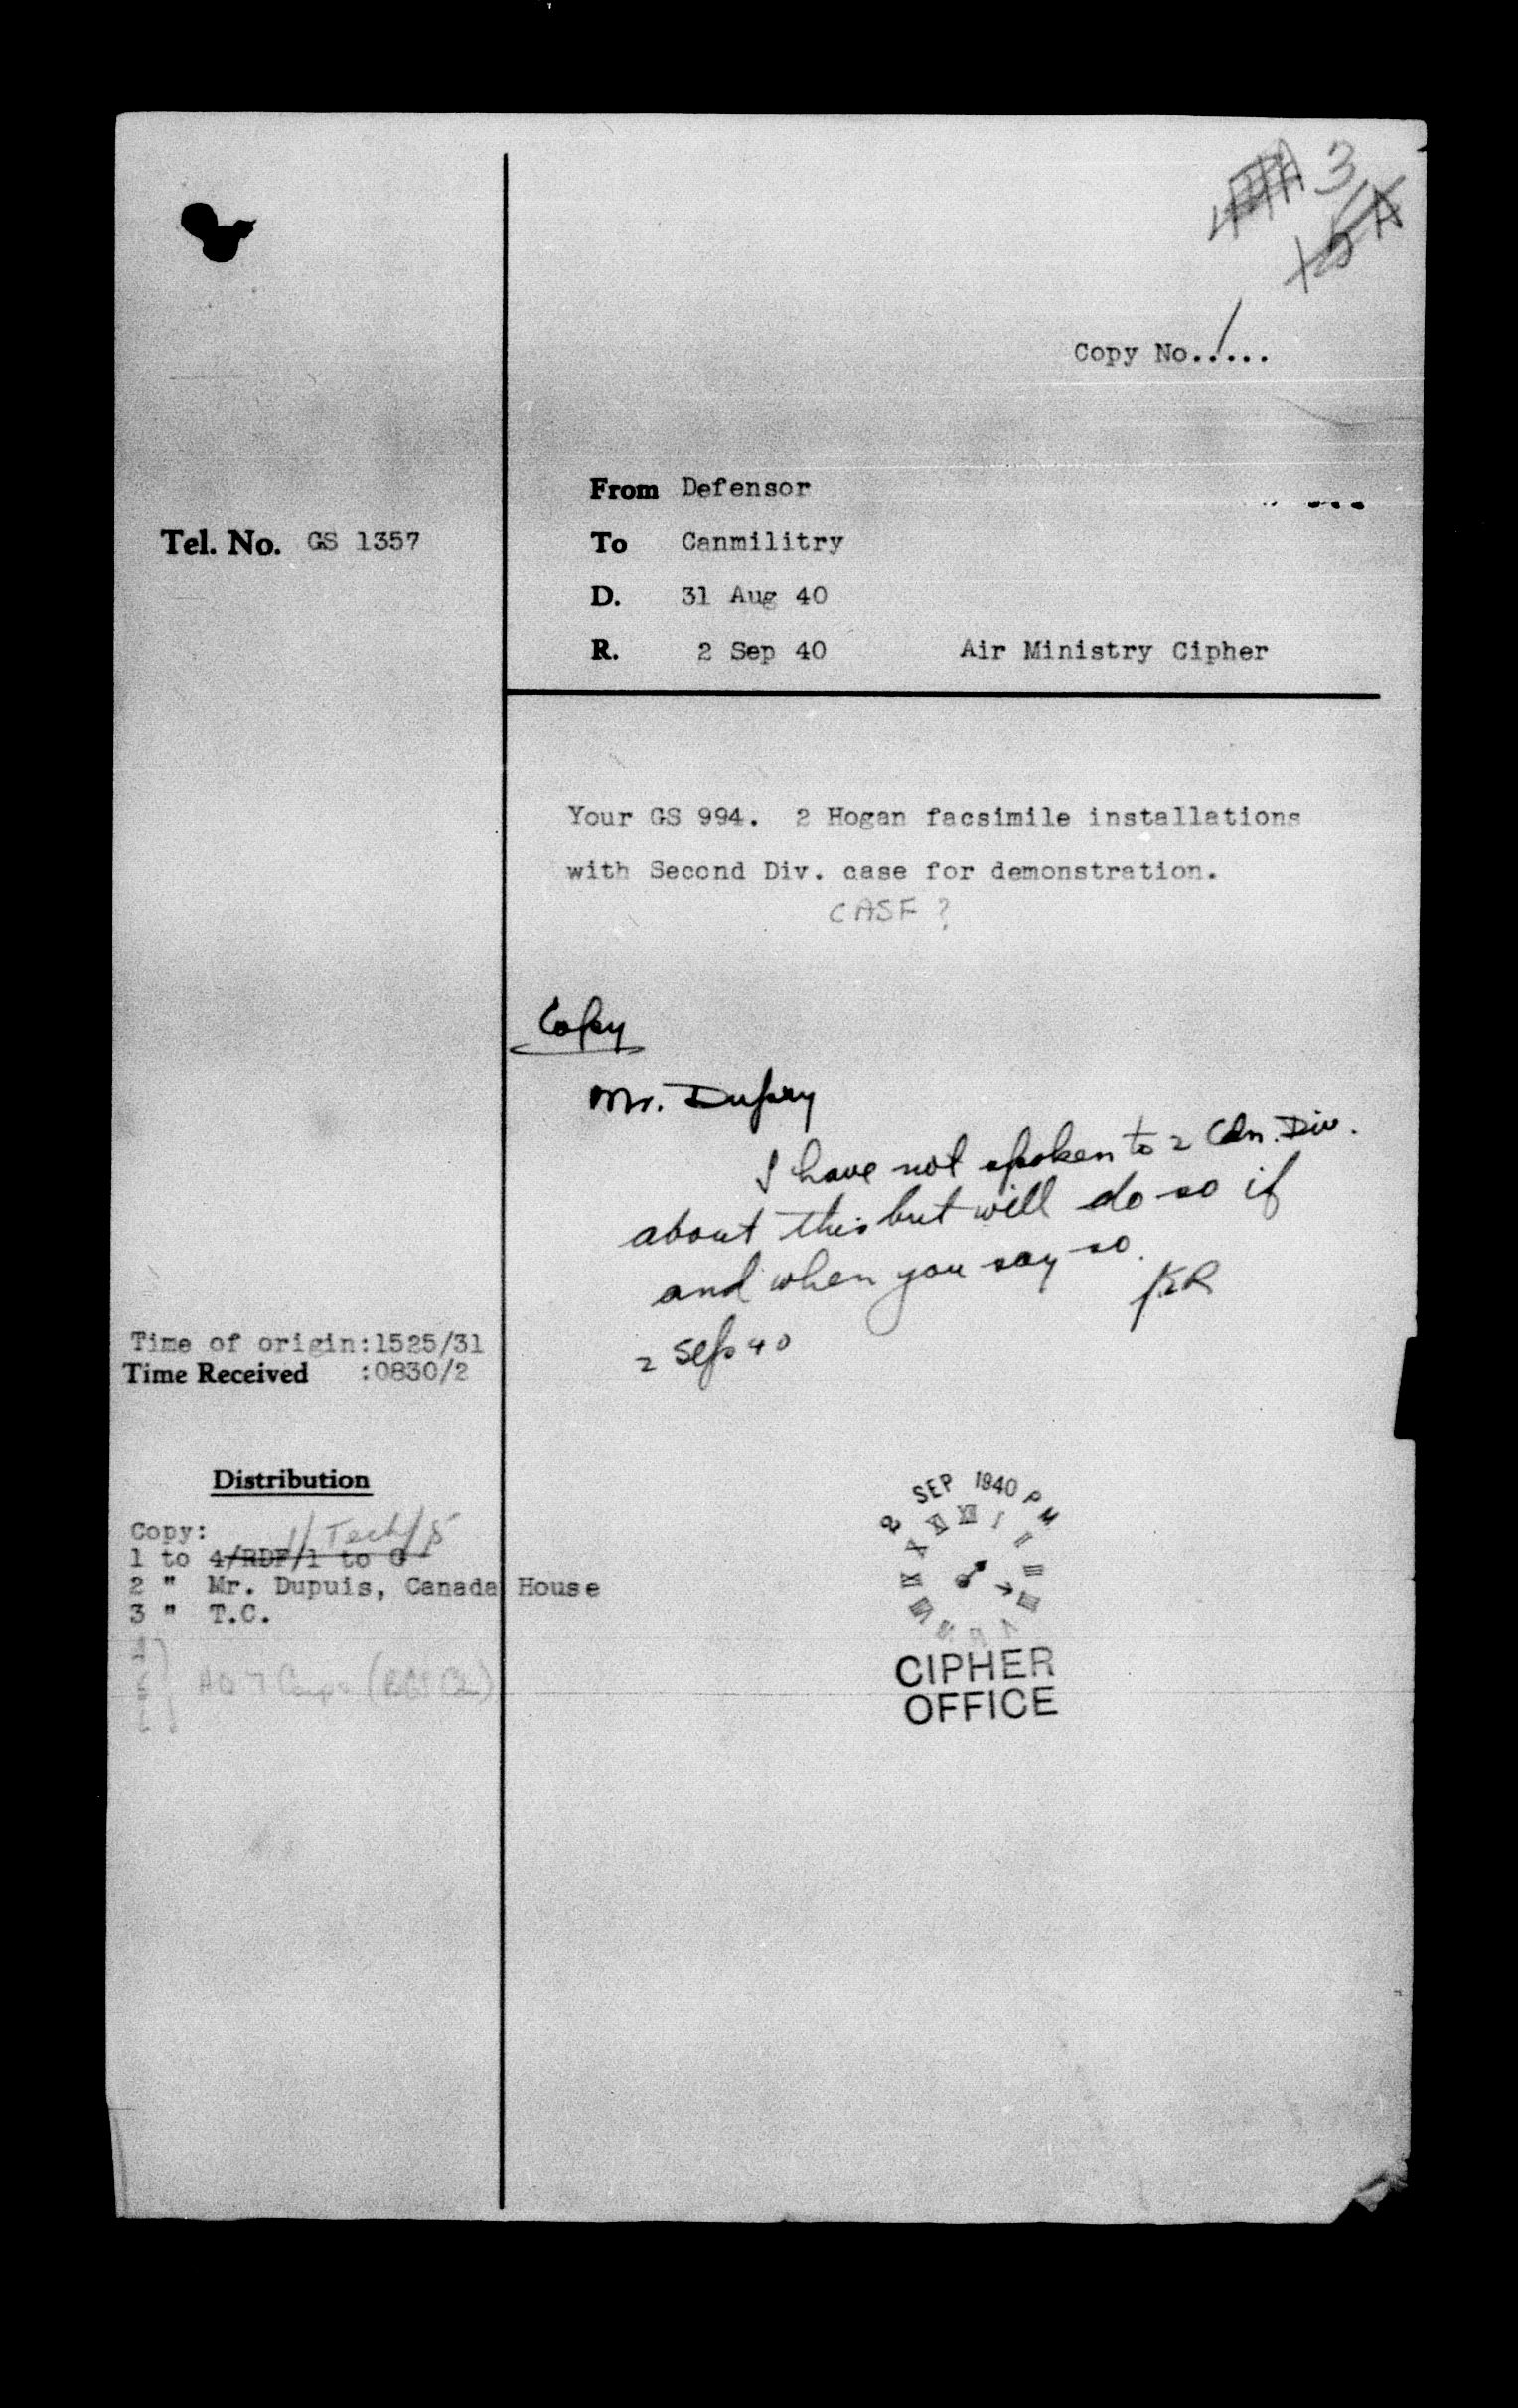 3
Copy No. 1 ....
From Defensor
Tel. No. GS 1357
To Canmilitry
D. 31 Aug 40
R. 2 Sep 40 Air Ministry Cipher
Your GS 994. 2 Hogan facsimile installations
with Second Div. case for demonstration.
CASF ?
Copy
Mr. Dupuy
I have not spoken to 2 Cdn. Div.
about this but will do so if
and when you say so.
2 Sep 40
Time of origin:1525/31
Time Received :0830/2
Distribution
Copy:
1/Tech/5
1 to 4/RDF/1 to
2 " Mr. Dupuis, Canada House
3 " T.C.
2 SEP 1940 PM
CIPHER
OFFICE